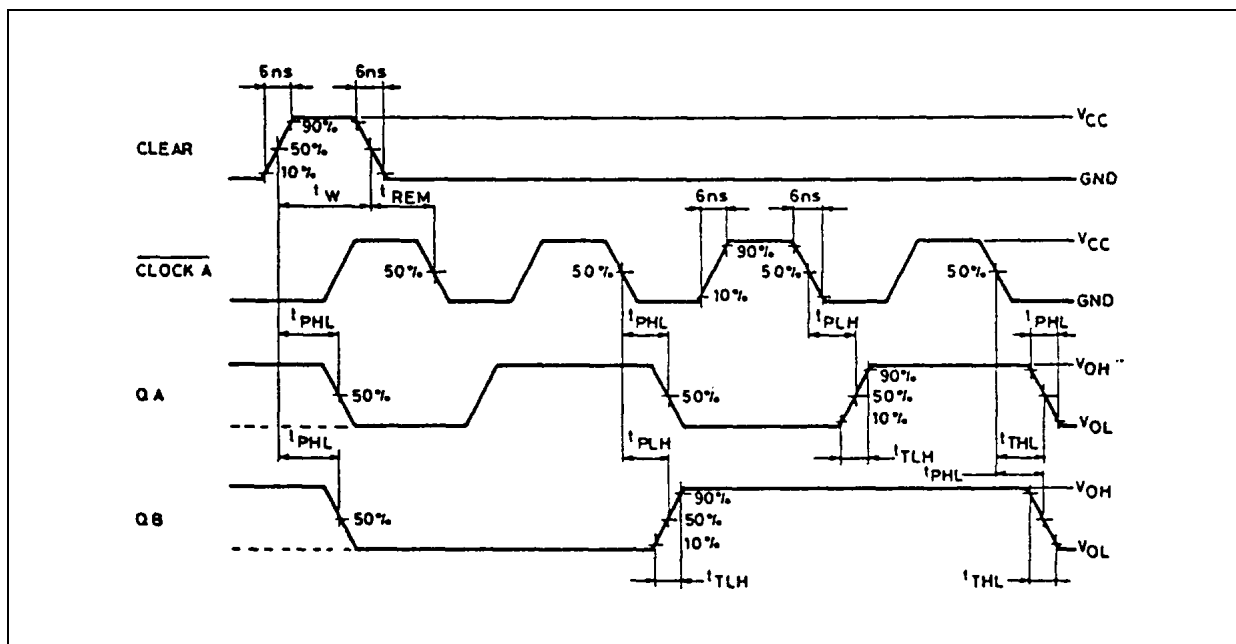 6ns 6ns
VCC
90%
CLEAR 50%
10%
GND
tW tREM
6ns 6ns
VCC
90%
CLOCK A 50% 50% 50% 50%
10%
GND
tPHL tPHL tPLH tPHL
VOH
90%
QA 50% 50% 50%
10%
VOL
tPHL tPLH tTLH tTHL
tPHL
VOH
90%
QB 50% 50%
10%
VOL
tTLH tTHL